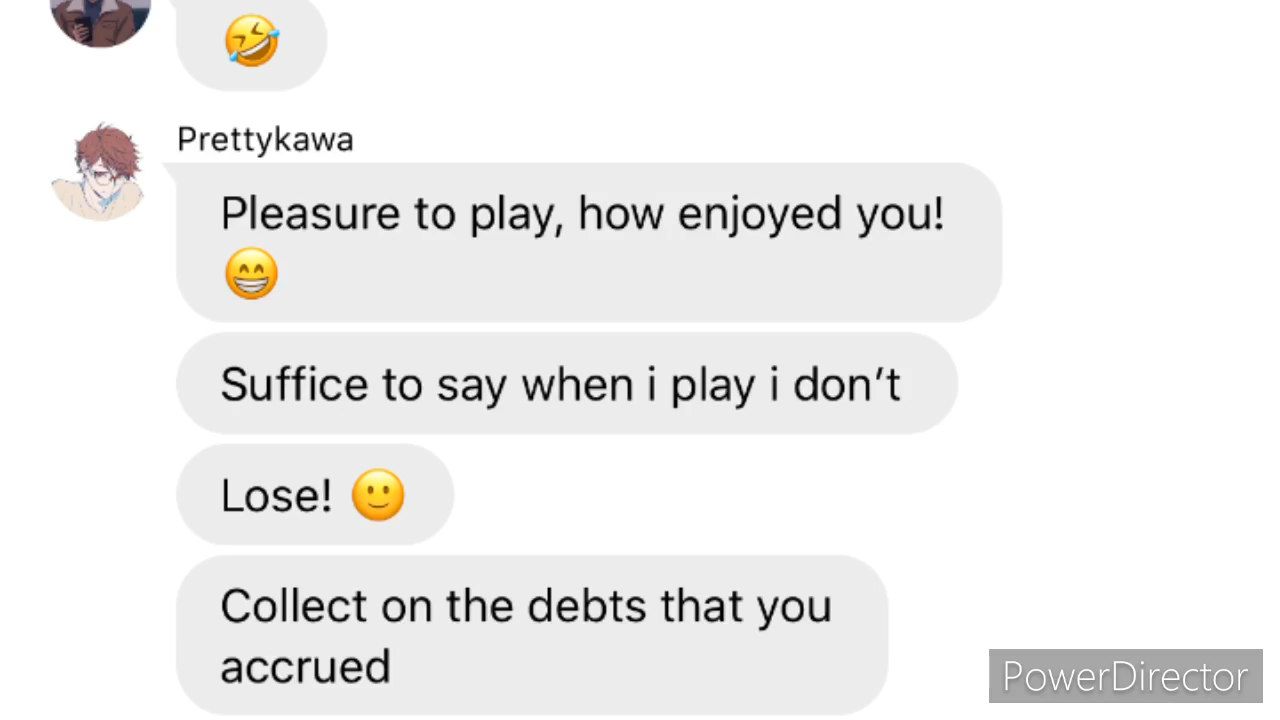 🤣
Prettykawa
Pleasure to play, how enjoyed you!
😁
Suffice to say when i play i don’t
Lose! 🙂
Collect on the debts that you
accrued
PowerDirector